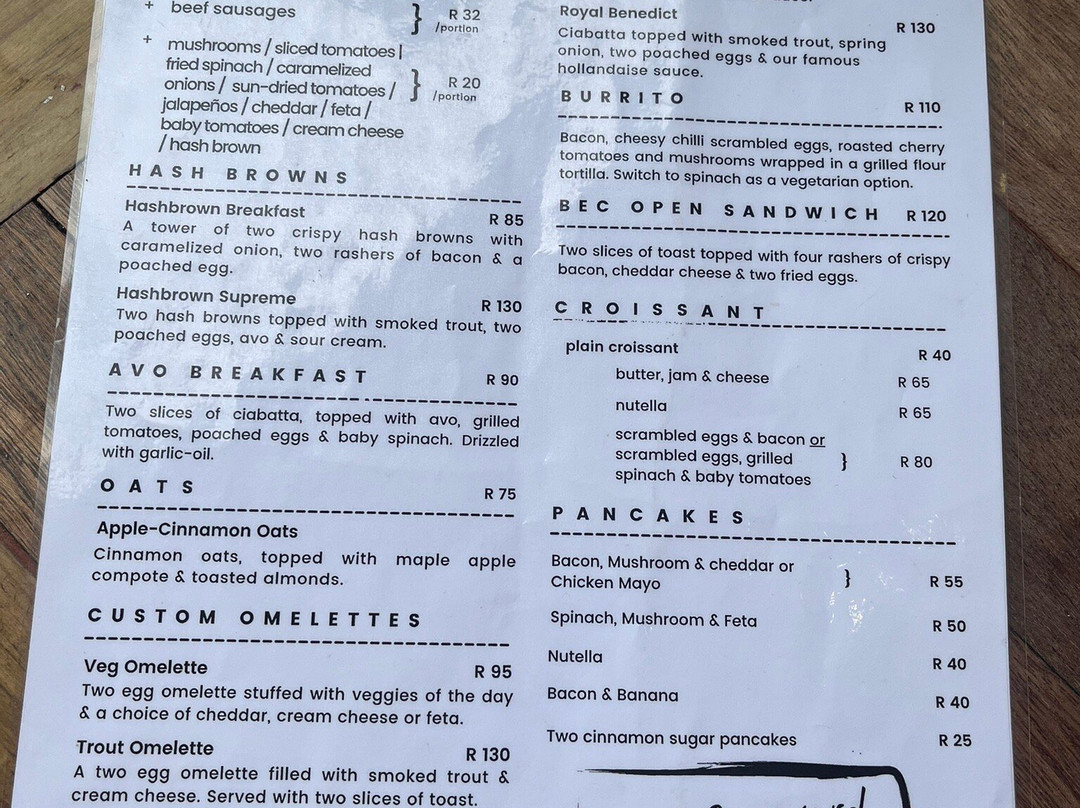 + beef sausages } R 32
/portion
+ mushrooms / sliced tomatoes |
fried spinach / caramelized
onions / sun-dried tomatoes / } R 20
jalapeños / cheddar / feta / /portion
baby tomatoes / cream cheese
/ hash brown
HASH BROWNS
Hashbrown Breakfast R 85
A tower of two crispy hash browns with
caramelized onion, two rashers of bacon & a
poached egg.
Hashbrown Supreme R 130
Two hash browns topped with smoked trout, two
poached eggs, avo & sour cream.
AVO BREAKFAST R 90
Two slices of ciabatta, topped with avo, grilled
tomatoes, poached eggs & baby spinach. Drizzled
with garlic-oil.
OATS R 75
Apple-Cinnamon Oats
Cinnamon oats, topped with maple apple
compote & toasted almonds.
CUSTOM OMELETTES
Veg Omelette R 95
Two egg omelette stuffed with veggies of the day
& a choice of cheddar, cream cheese or feta.
Trout Omelette R 130
A two egg omelette filled with smoked trout &
cream cheese. Served with two slices of toast.
Royal Benedict R 130
Ciabatta topped with smoked trout, spring
onion, two poached eggs & our famous
hollandaise sauce.
BURRITO R 110
Bacon, cheesy chilli scrambled eggs, roasted cherry
tomatoes and mushrooms wrapped in a grilled flour
tortilla. Switch to spinach as a vegetarian option.
BEC OPEN SANDWICH R 120
Two slices of toast topped with four rashers of crispy
bacon, cheddar cheese & two fried eggs.
CROISSANT
plain croissant R 40
butter, jam & cheese R 65
nutella R 65
scrambled eggs & bacon or
scrambled eggs, grilled } R 80
spinach & baby tomatoes
PANCAKES
Bacon, Mushroom & cheddar or
Chicken Mayo } R 55
Spinach, Mushroom & Feta R 50
Nutella R 40
Bacon & Banana R 40
Two cinnamon sugar pancakes R 25